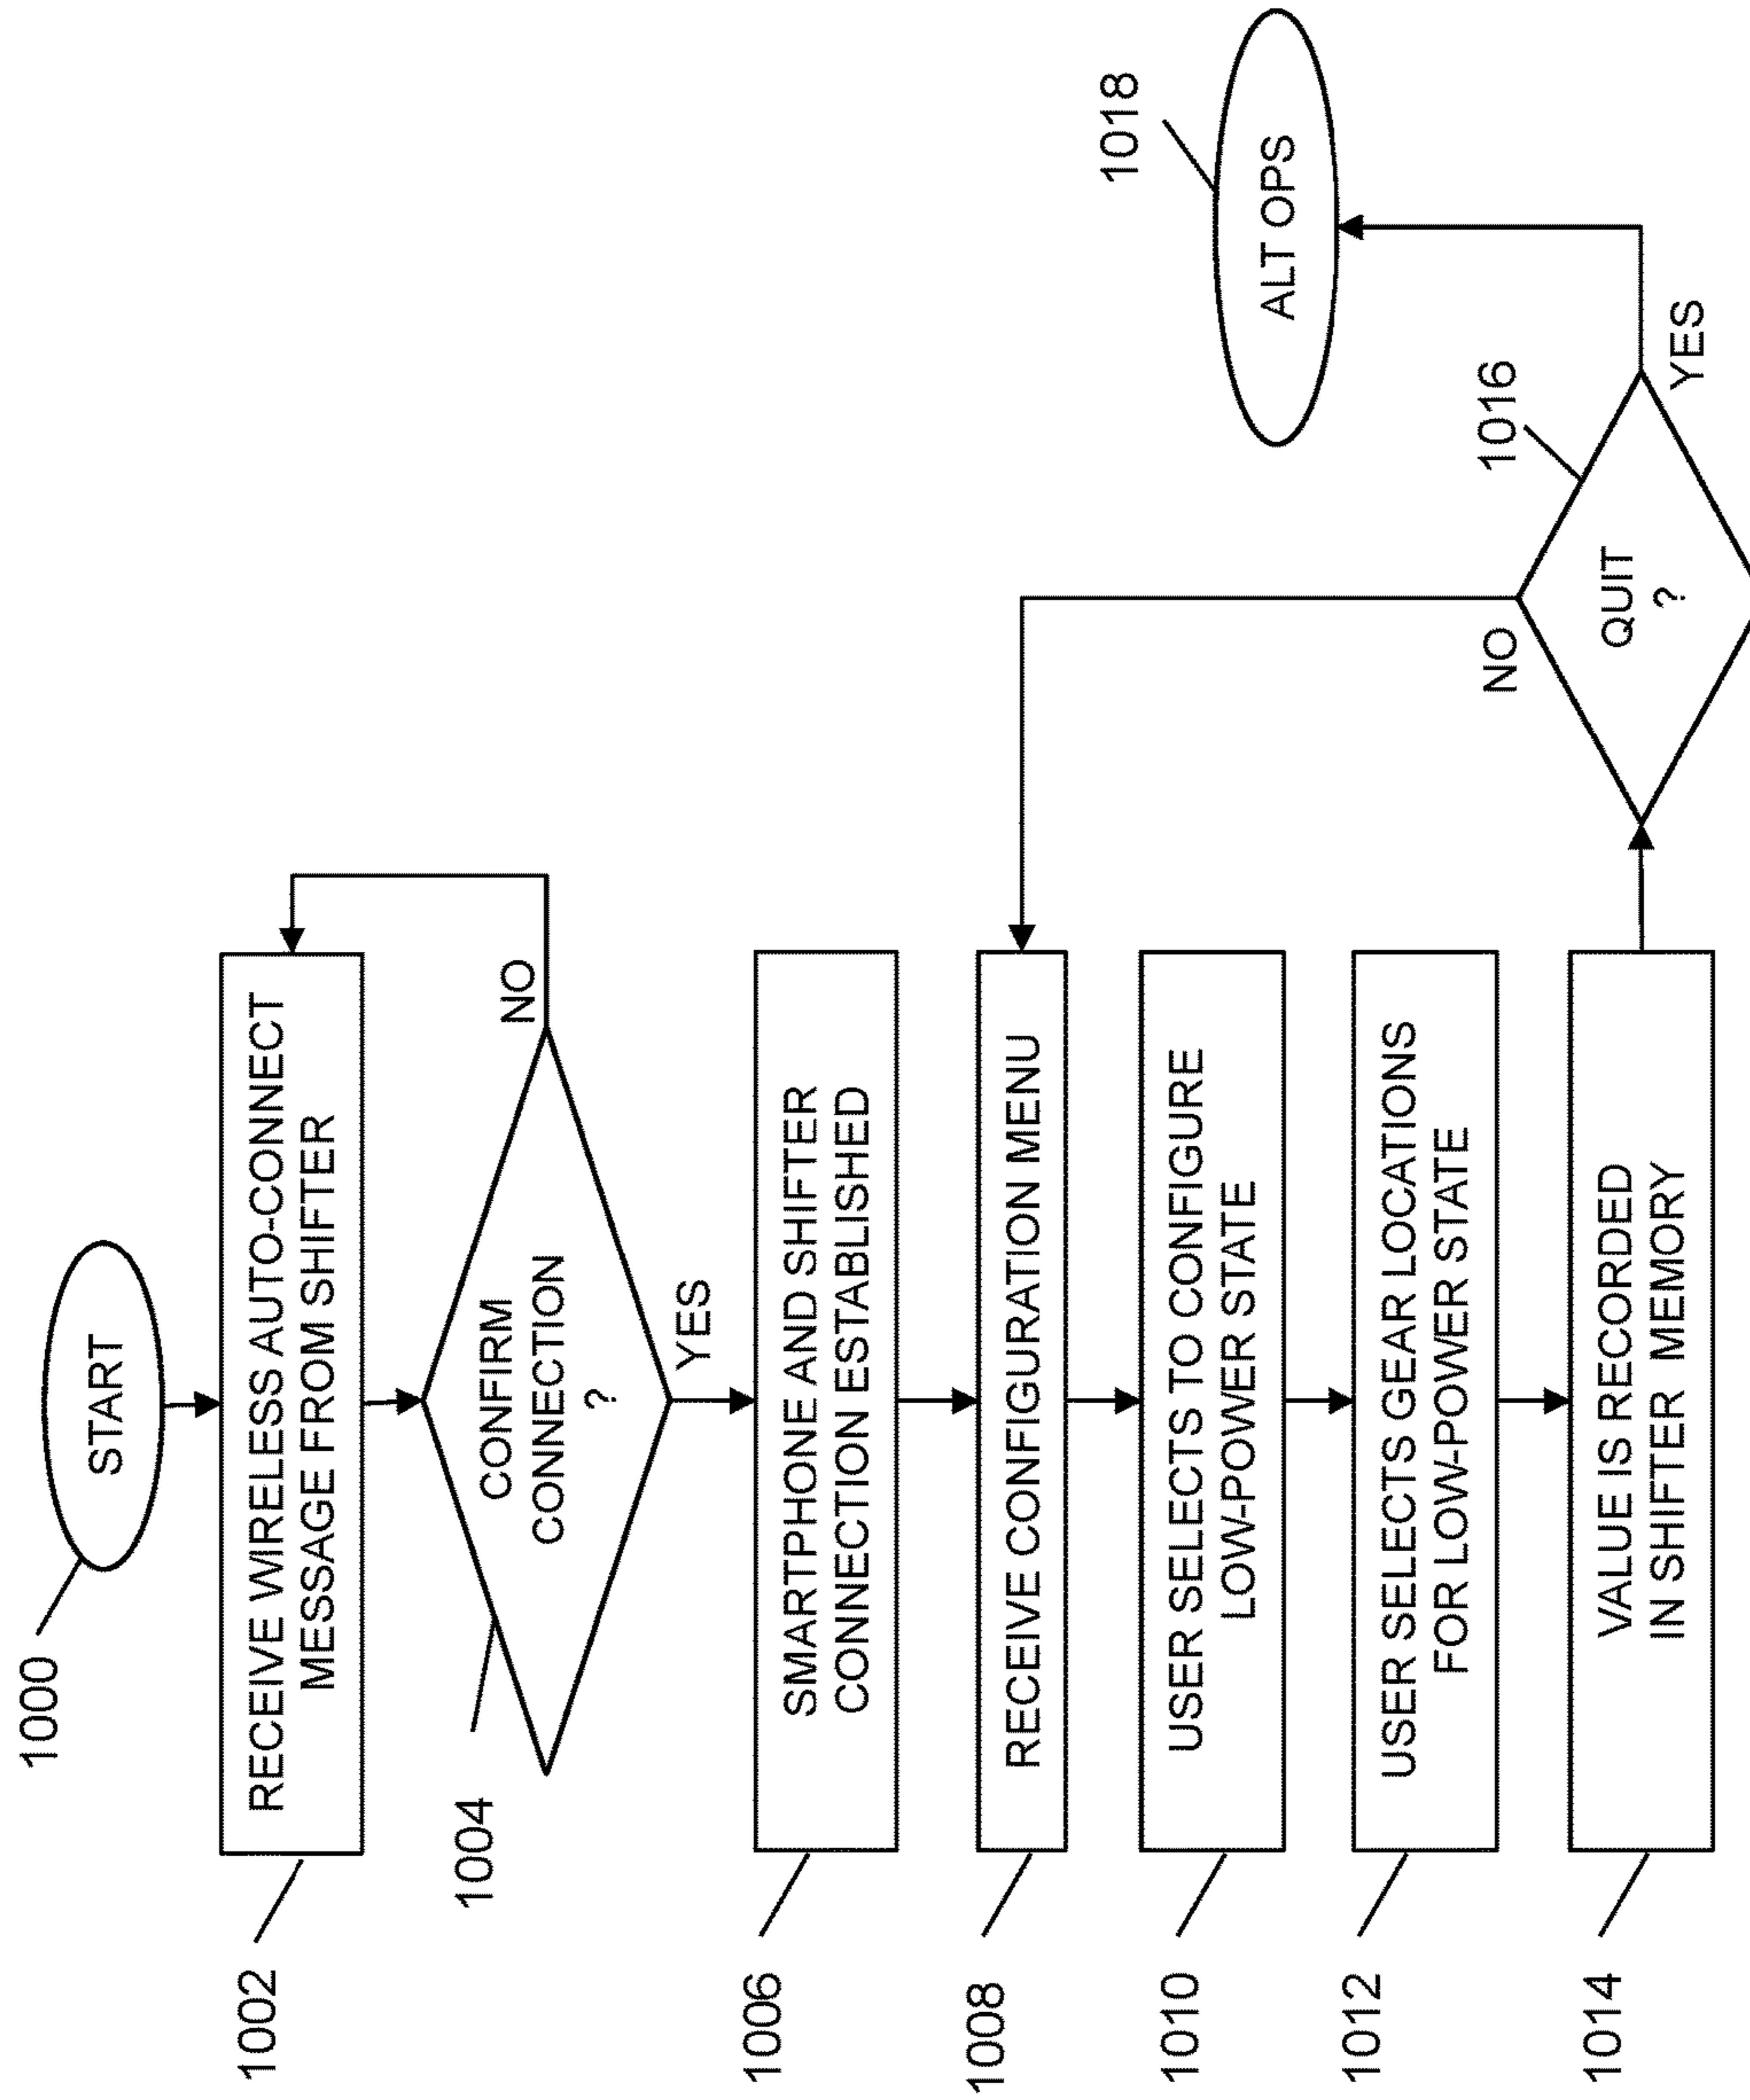 1000
START
1002
RECEIVE WIRELESS AUTO-CONNECT
MESSAGE FROM SHIFTER
1004
CONFIRM
CONNECTION
?
NO
YES
1006
SMARTPHONE AND SHIFTER
CONNECTION ESTABLISHED
1008
RECEIVE CONFIGURATION MENU
1010
USER SELECTS TO CONFIGURE
LOW-POWER STATE
1012
USER SELECTS GEAR LOCATIONS
FOR LOW-POWER STATE
1014
VALUE IS RECORDED
IN SHIFTER MEMORY
1016
QUIT
?
NO
YES
1018
ALT OPS